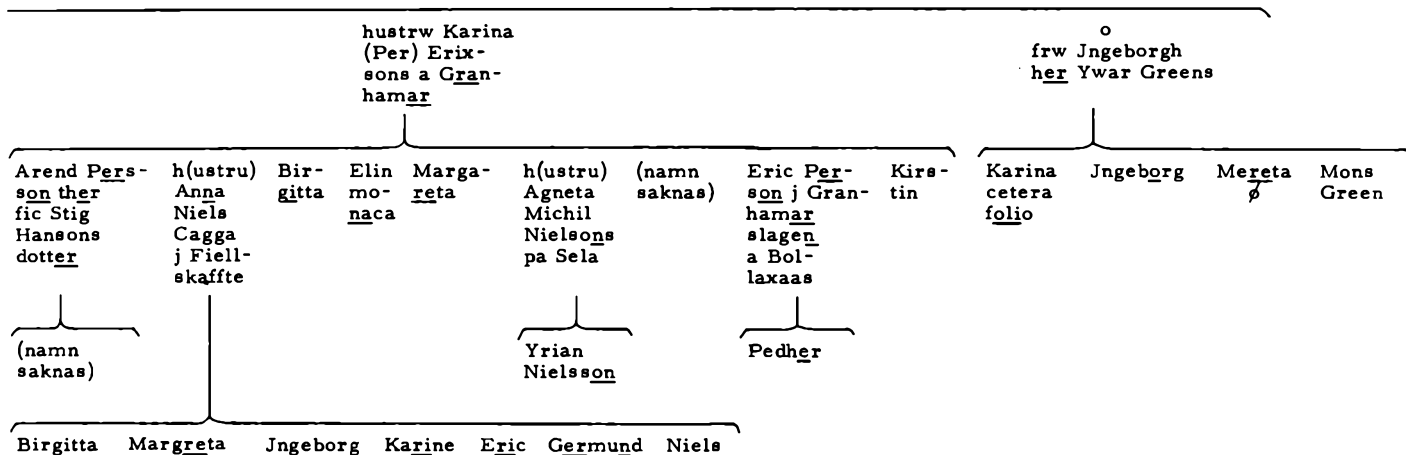 hustrw Karina
(Per) Erix-
sons a Gran-
hamar
o
frw Jngeborgh
her Ywar Greens
Arend Pers-
son ther
fic Stig
Hansons
dotter
h(ustru)
Anna
Niels
Cagga
j Fiell-
skaffte
Bir-
gitta
Elin
mo-
naca
Marga-
reta
h(ustru)
Agneta
Michil
Nielsons
pa Sela
(namn
saknas)
Eric Per-
son j Gran-
hamar
slagen
a Bol-
laxaas
Kirs-
tin
Karina
cetera
folio
Jngeborg
Mereta
ø
Mons
Green
(namn
saknas)
Yrian
Nielsson
Pedher
Birgitta Margreta Jngeborg Karine Eric Germund Niels